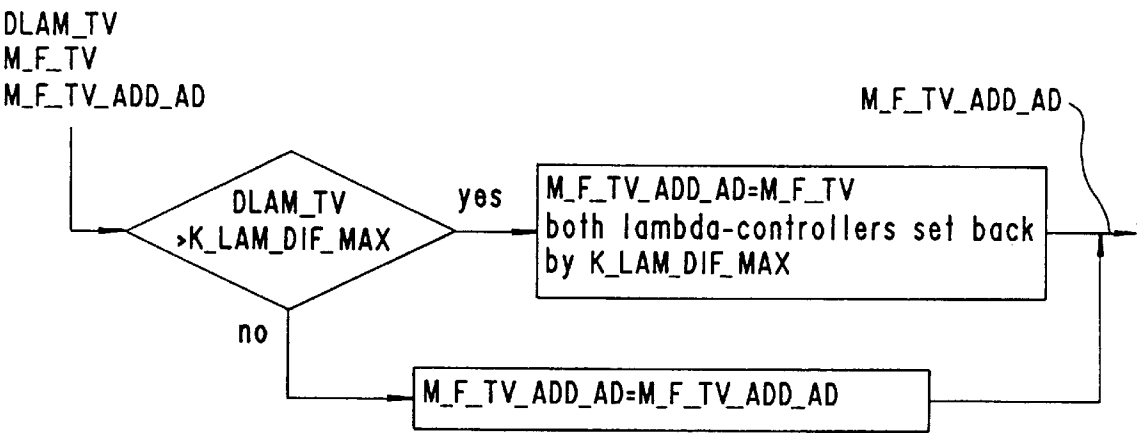 DLAM_TV
M_F_TV
M_F_TV_ADD_AD
M_F_TV_ADD_AD
DLAM_TV
>K_LAM_DIF_MAX
yes
M_F_TV_ADD_AD=M_F_TV
both lambda-controllers set back
by K_LAM_DIF_MAX
no
M_F_TV_ADD_AD=M_F_TV_ADD_AD